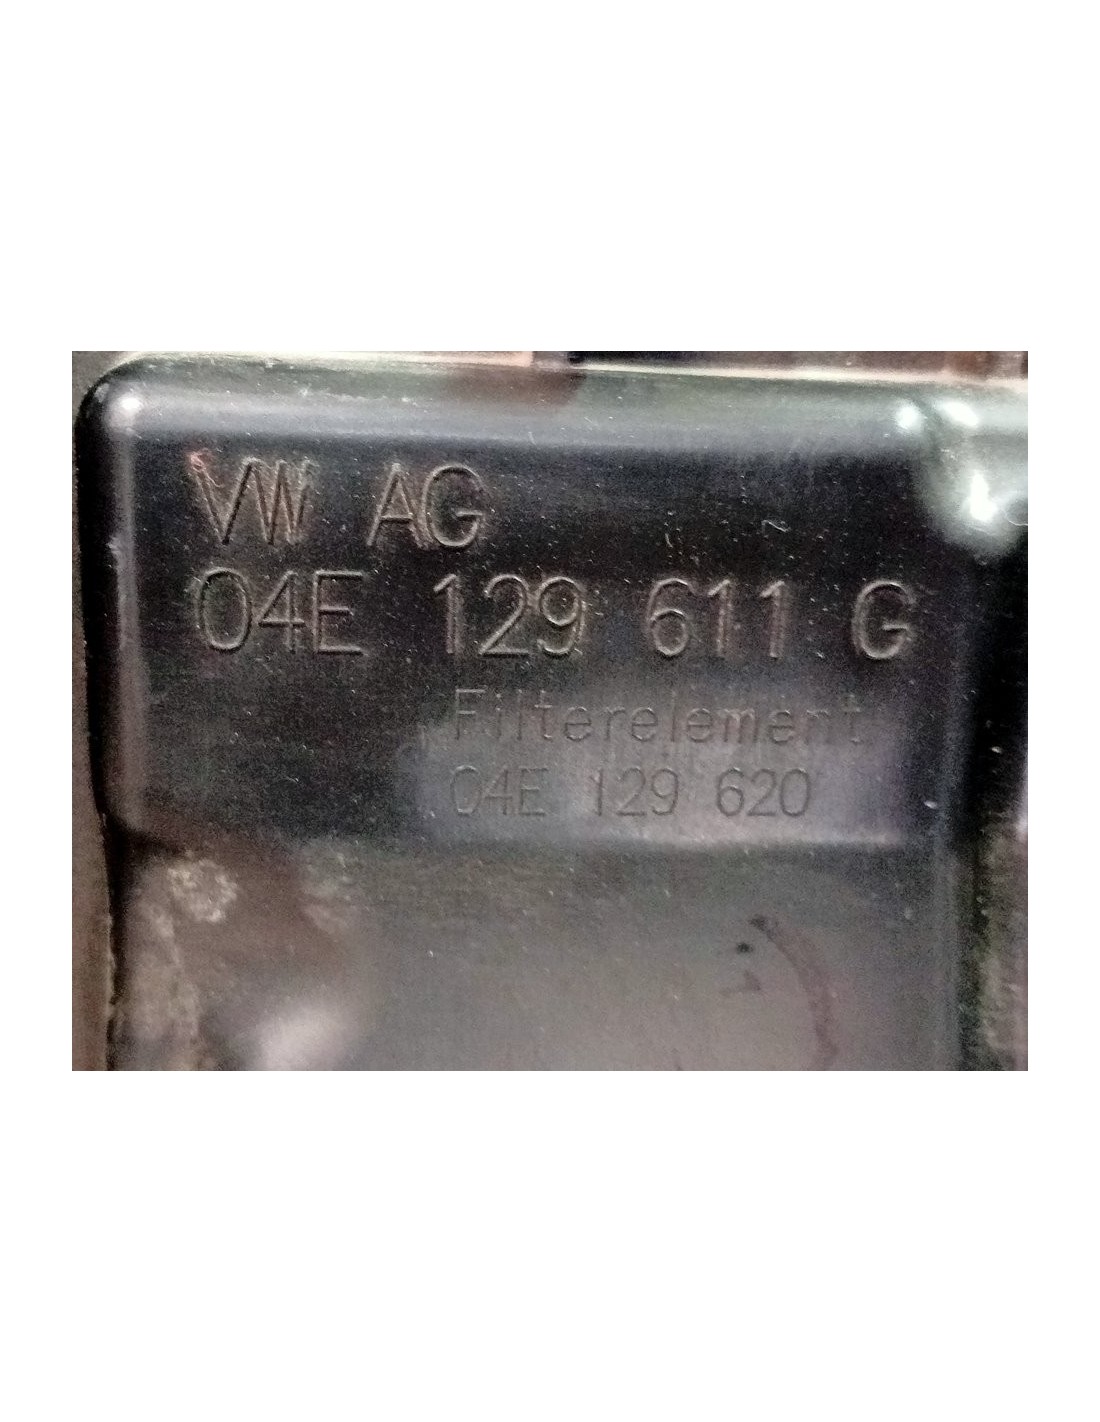 VW AG
04E 129 611 G
Filterelement
04E 129 620